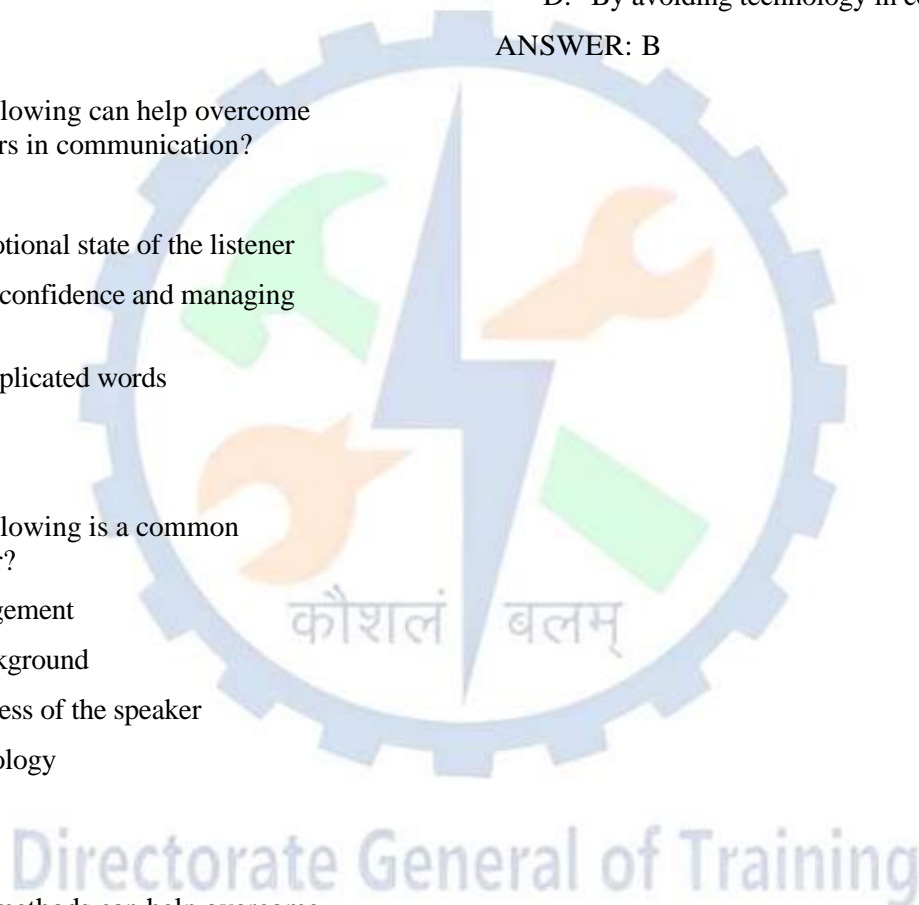 lowing can help overcome
rs in communication?
otional state of the listener
confidence and managing
plicated words
lowing is a common
r?
gement
kground
ess of the speaker
ology
methods can help overcome
D. By avoiding technology in
ANSWER: B
कौशलं बलम्
Directorate General of Training